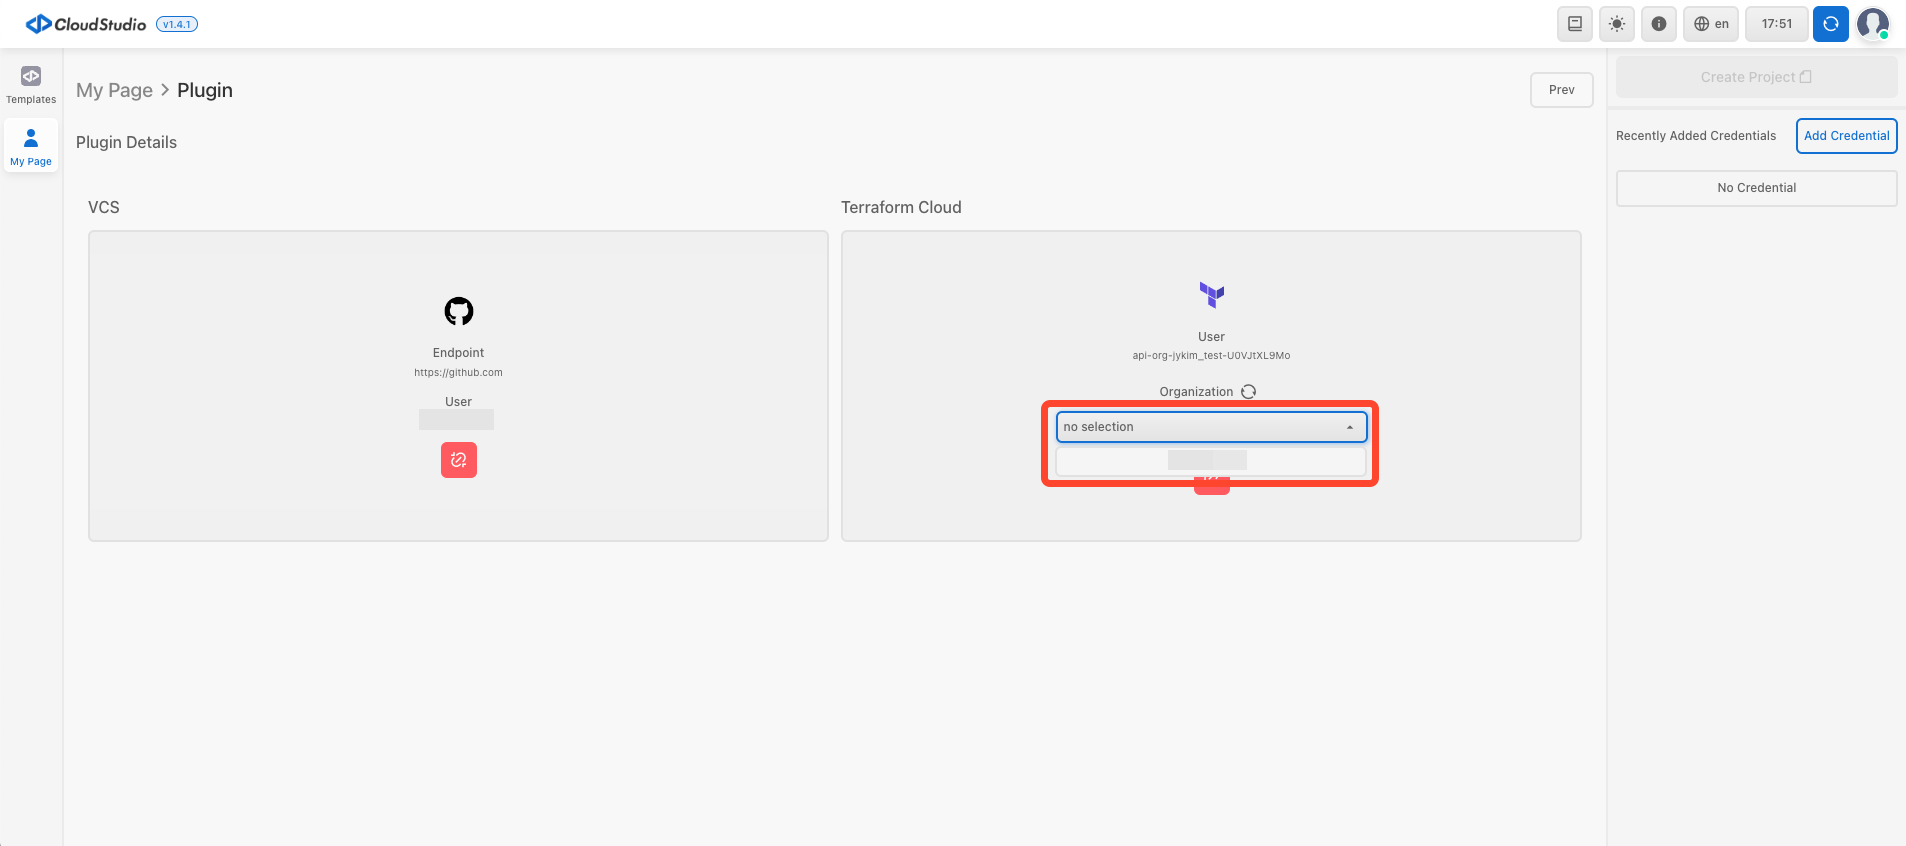 CloudStudio v1.4.1
en
17:51
Templates
My Page
My Page > Plugin
Prev
Plugin Details
VCS
Endpoint
https://github.com
User
Terraform Cloud
User
api-org-jykim_test-U0VJtXL9Mo
Organization
no selection
Create Project
Recently Added Credentials
Add Credential
No Credential